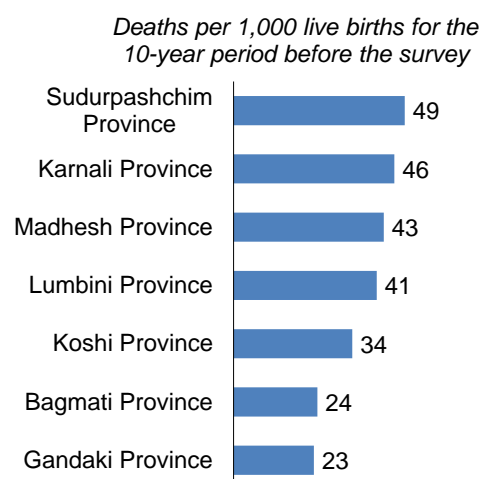 Deaths per 1,000 live births for the
10-year period before the survey
Sudurpashchim
Province
49
Karnali Province
46
Madhesh Province
43
Lumbini Province
41
Koshi Province
34
Bagmati Province
24
Gandaki Province
23